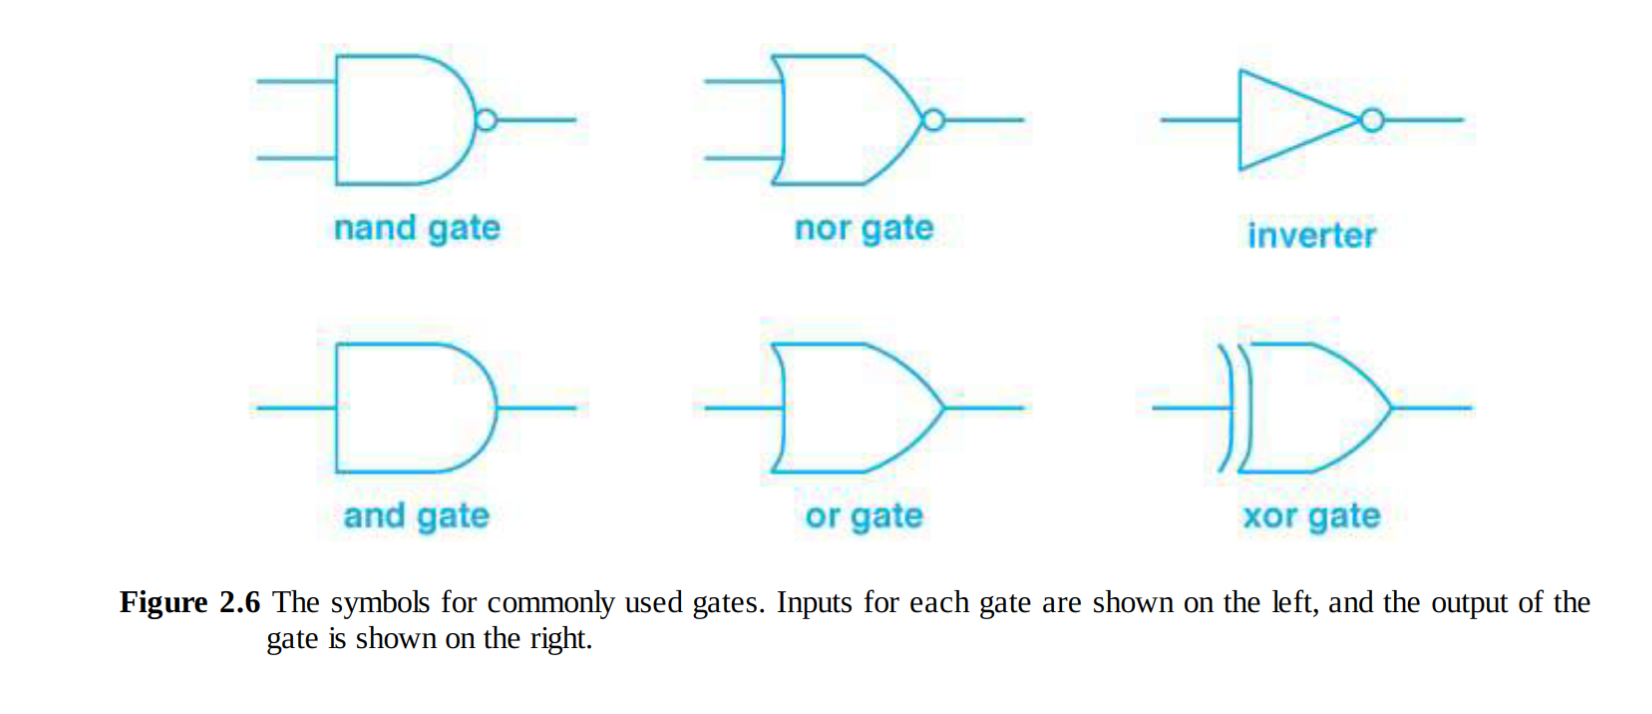 nand gate
nor gate
inverter
and gate
or gate
xor gate
Figure 2.6 The symbols for commonly used gates. Inputs for each gate are shown on the left, and the output of the
gate is shown on the right.